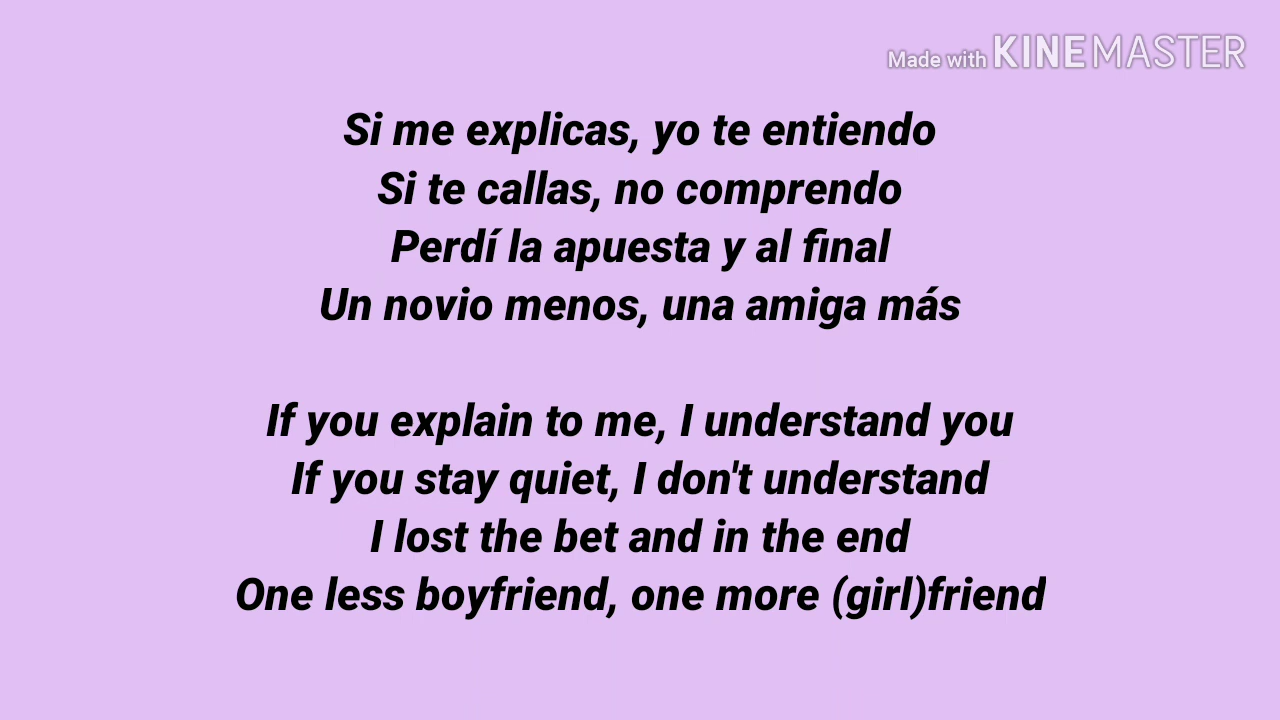 Made with KINEMASTER
Si me explicas, yo te entiendo
Si te callas, no comprendo
Perdí la apuesta y al final
Un novio menos, una amiga más
If you explain to me, I understand you
If you stay quiet, I don't understand
I lost the bet and in the end
One less boyfriend, one more (girl)friend